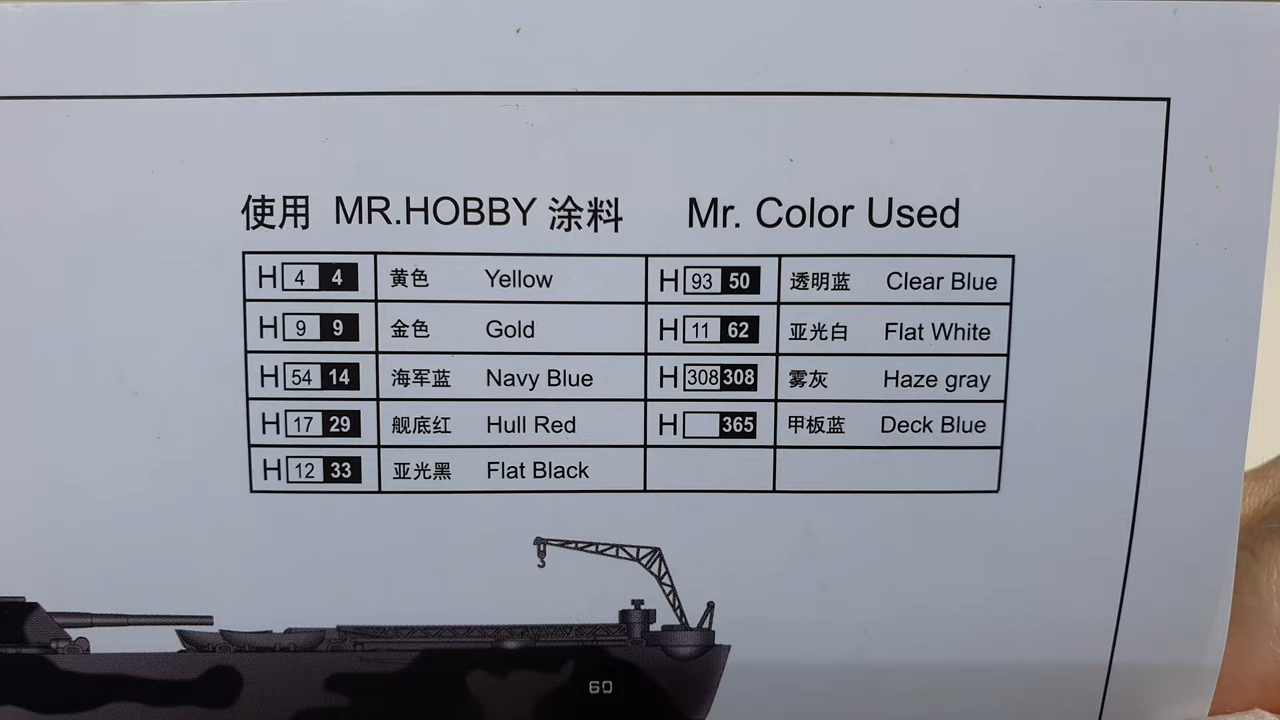 使用 MR.HOBBY 涂料 Mr. Color Used
H 4 4 黄色 Yellow H 93 50 透明蓝 Clear Blue
H 9 9 金色 Gold H 11 62 亚光白 Flat White
H 54 14 海军蓝 Navy Blue H 308 308 雾灰 Haze gray
H 17 29 舰底红 Hull Red H 365 甲板蓝 Deck Blue
H 12 33 亚光黑 Flat Black
60